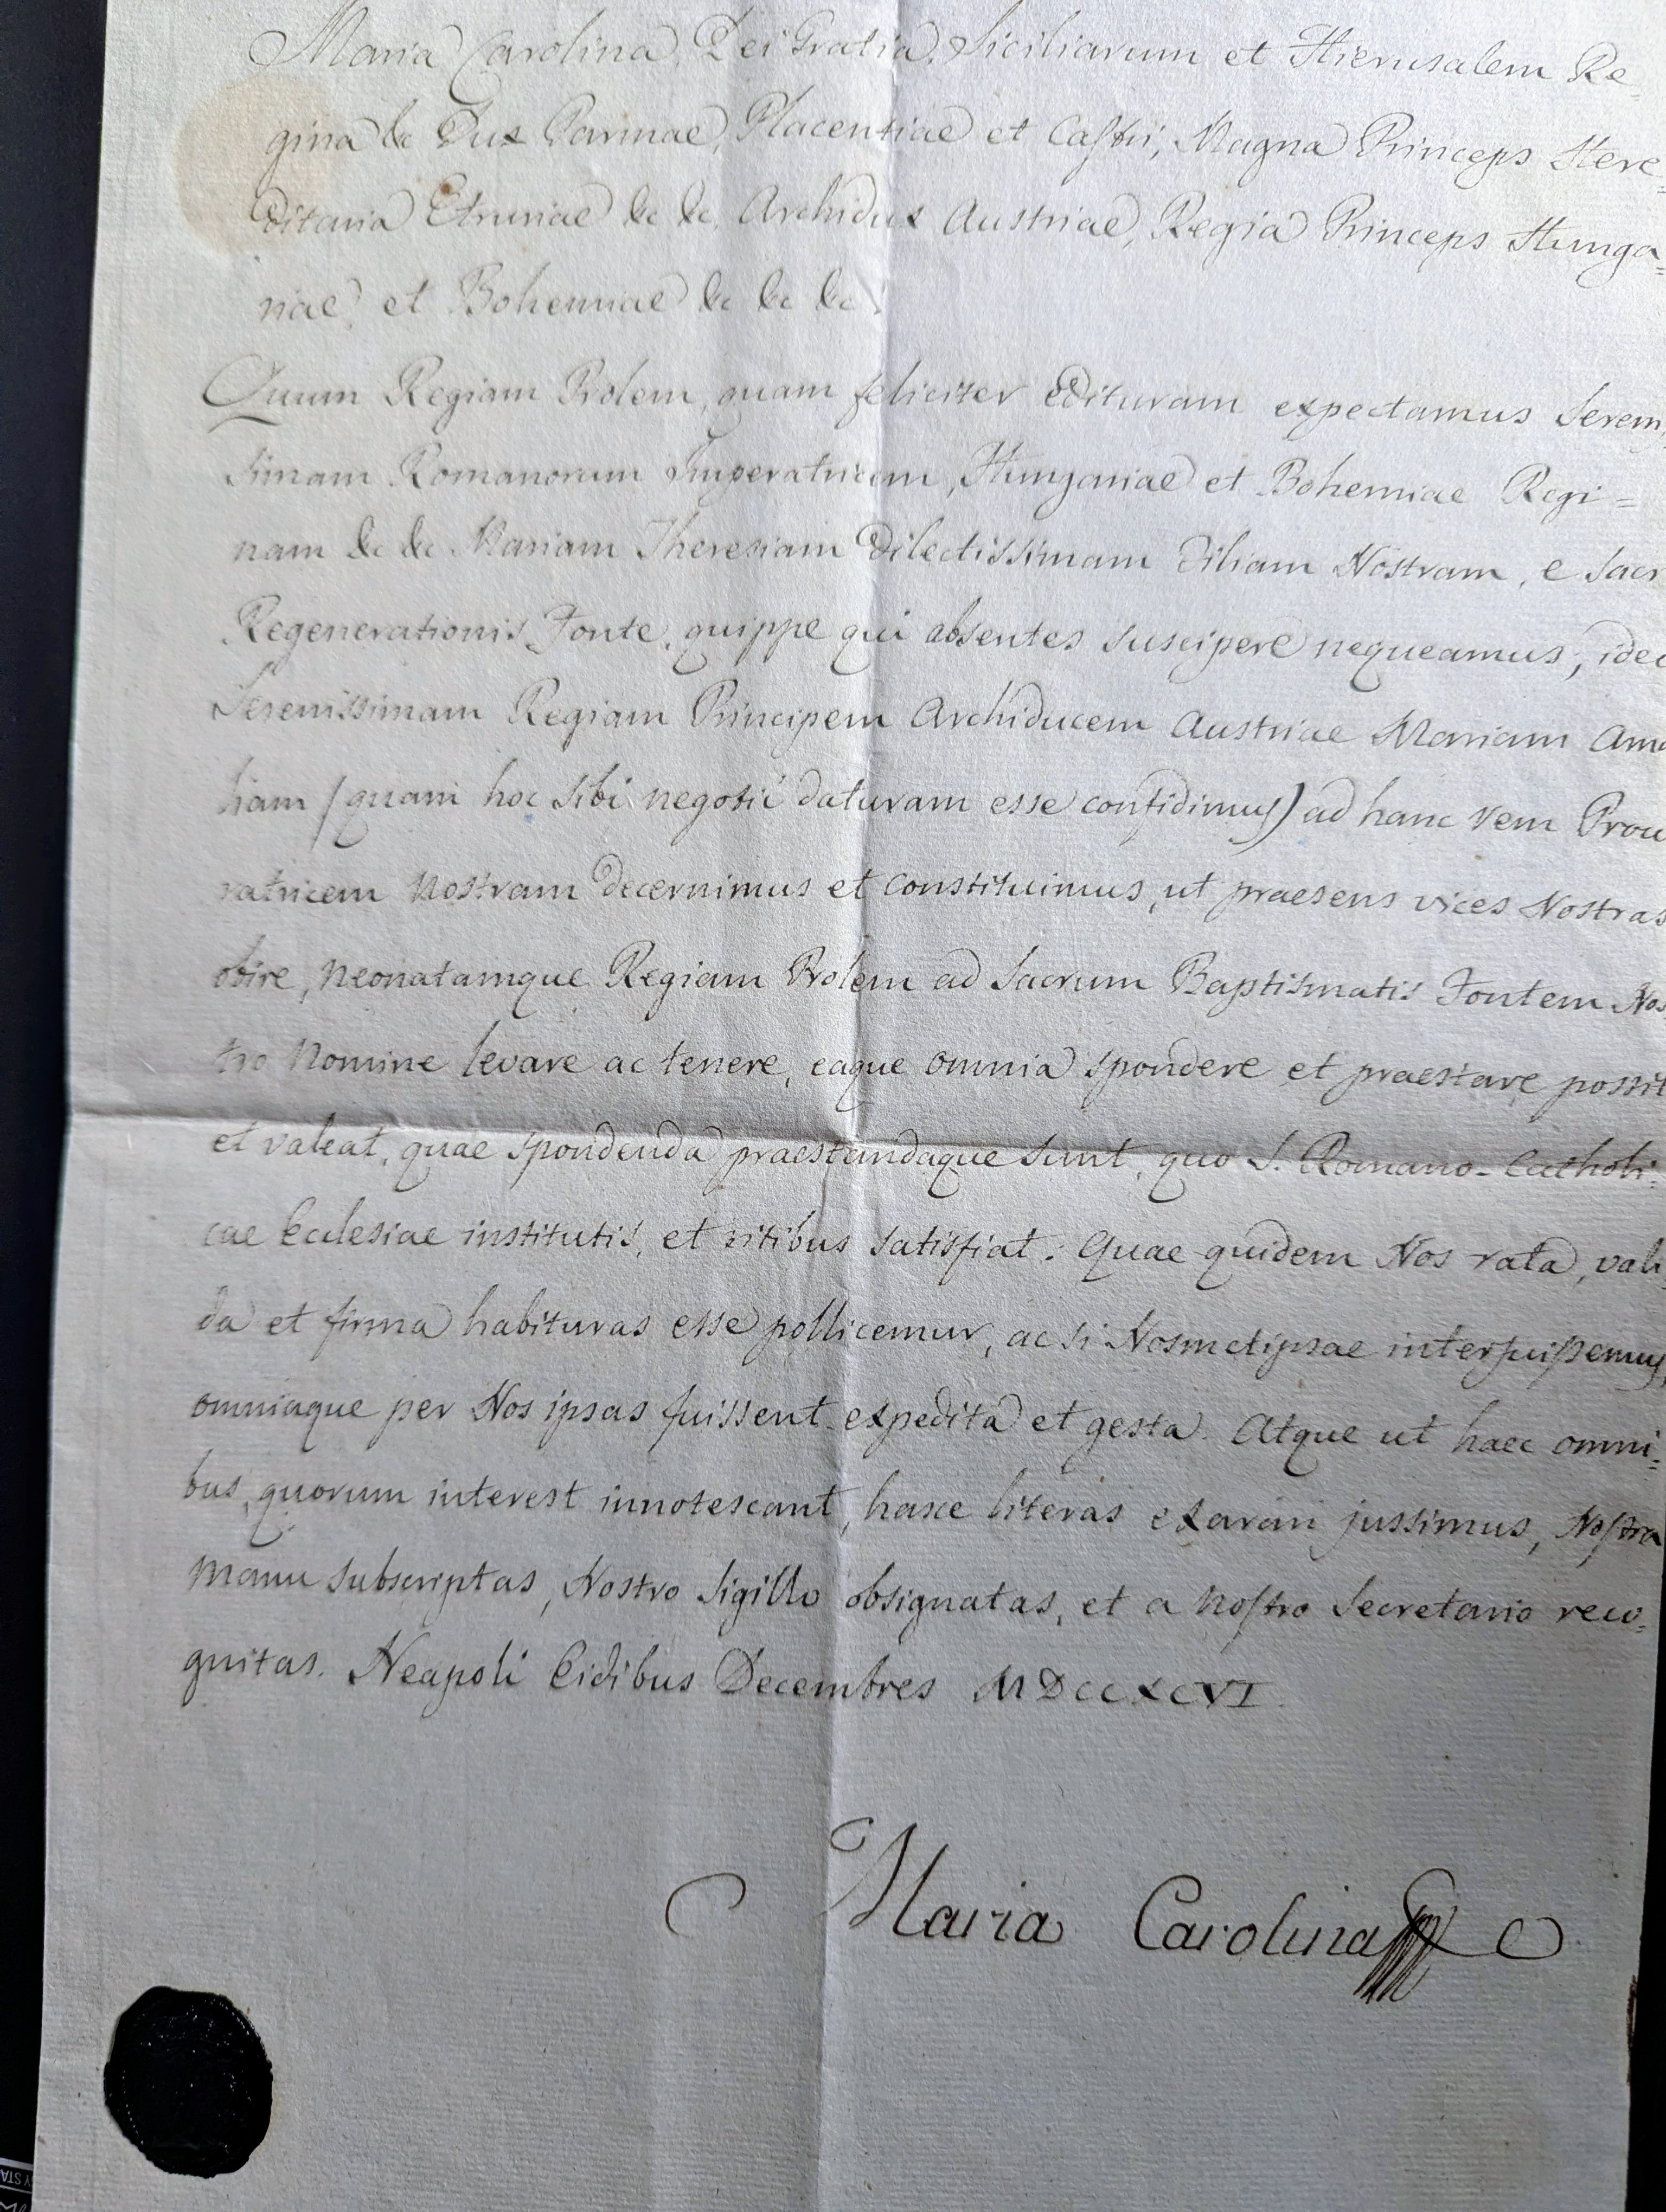 Maria Carolina, Dei Gratia, Siciliarum et Hierusalem Re=
gina &c Dux Parmae, Placentiae et Castri, Magna Princeps Here=
ditaria Etruriae &c &c. Archidux Austriae, Regia Princeps Hunga=
riae, et Bohemiae &c &c &c.
Quum Regiam Prolem, quam feliciter edituram expectamus Serenis
simam Romanorum Imperatricem, Hungariae et Bohemiae Regi=
nam &c &c Mariam Theresiam dilectissimam Filiam Nostram, e Sacr
Regenerationis Fonte, quippe qui absentes suscipere nequeamus; ideo
Serenissimam Regiam Principem Archiducem Austriae Mariam Ama
liam (quam hoc sibi negotii daturam esse confidimus) ad hanc rem Procu
ratricem Nostram decernimus et constituimus, ut praesens vices Nostras
obire, neonatamque Regiam Prolem ad Sacrum Baptismatis Fontem Nos
tro Nomine levare ac tenere, eaque omnia spondere et praestare possit
et valeat, quae spondenda praestandaque sunt, quo S. Romano-Catholi=
cae Ecclesiae institutis, et ritibus satisfiat. Quae quidem Nos rata, vali
da et firma habituras esse pollicemur, ac si Nosmetipsae interfuissemus,
omniaque per Nos ipsas fuissent expedita et gesta. Atque ut haec omni=
bus, quorum interest innotescant, hasce literas exarari jussimus, Nostra
manu subscriptas, Nostro Sigillo obsignatas, et a Nostro Secretario reco=
gnitas. Neapoli Eidibus Decembres MDCCXCVI.
Maria Carolina